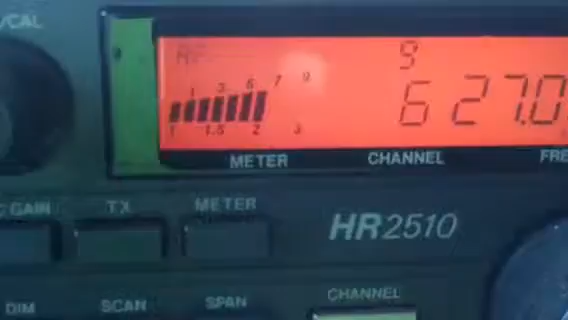 /CAL
9
1 3 5 7 9
6 27.0
1 1.5 2 3
METER CHANNEL FRE
C GAIN TX METER
HR2510
DIM SCAN SPAN CHANNEL